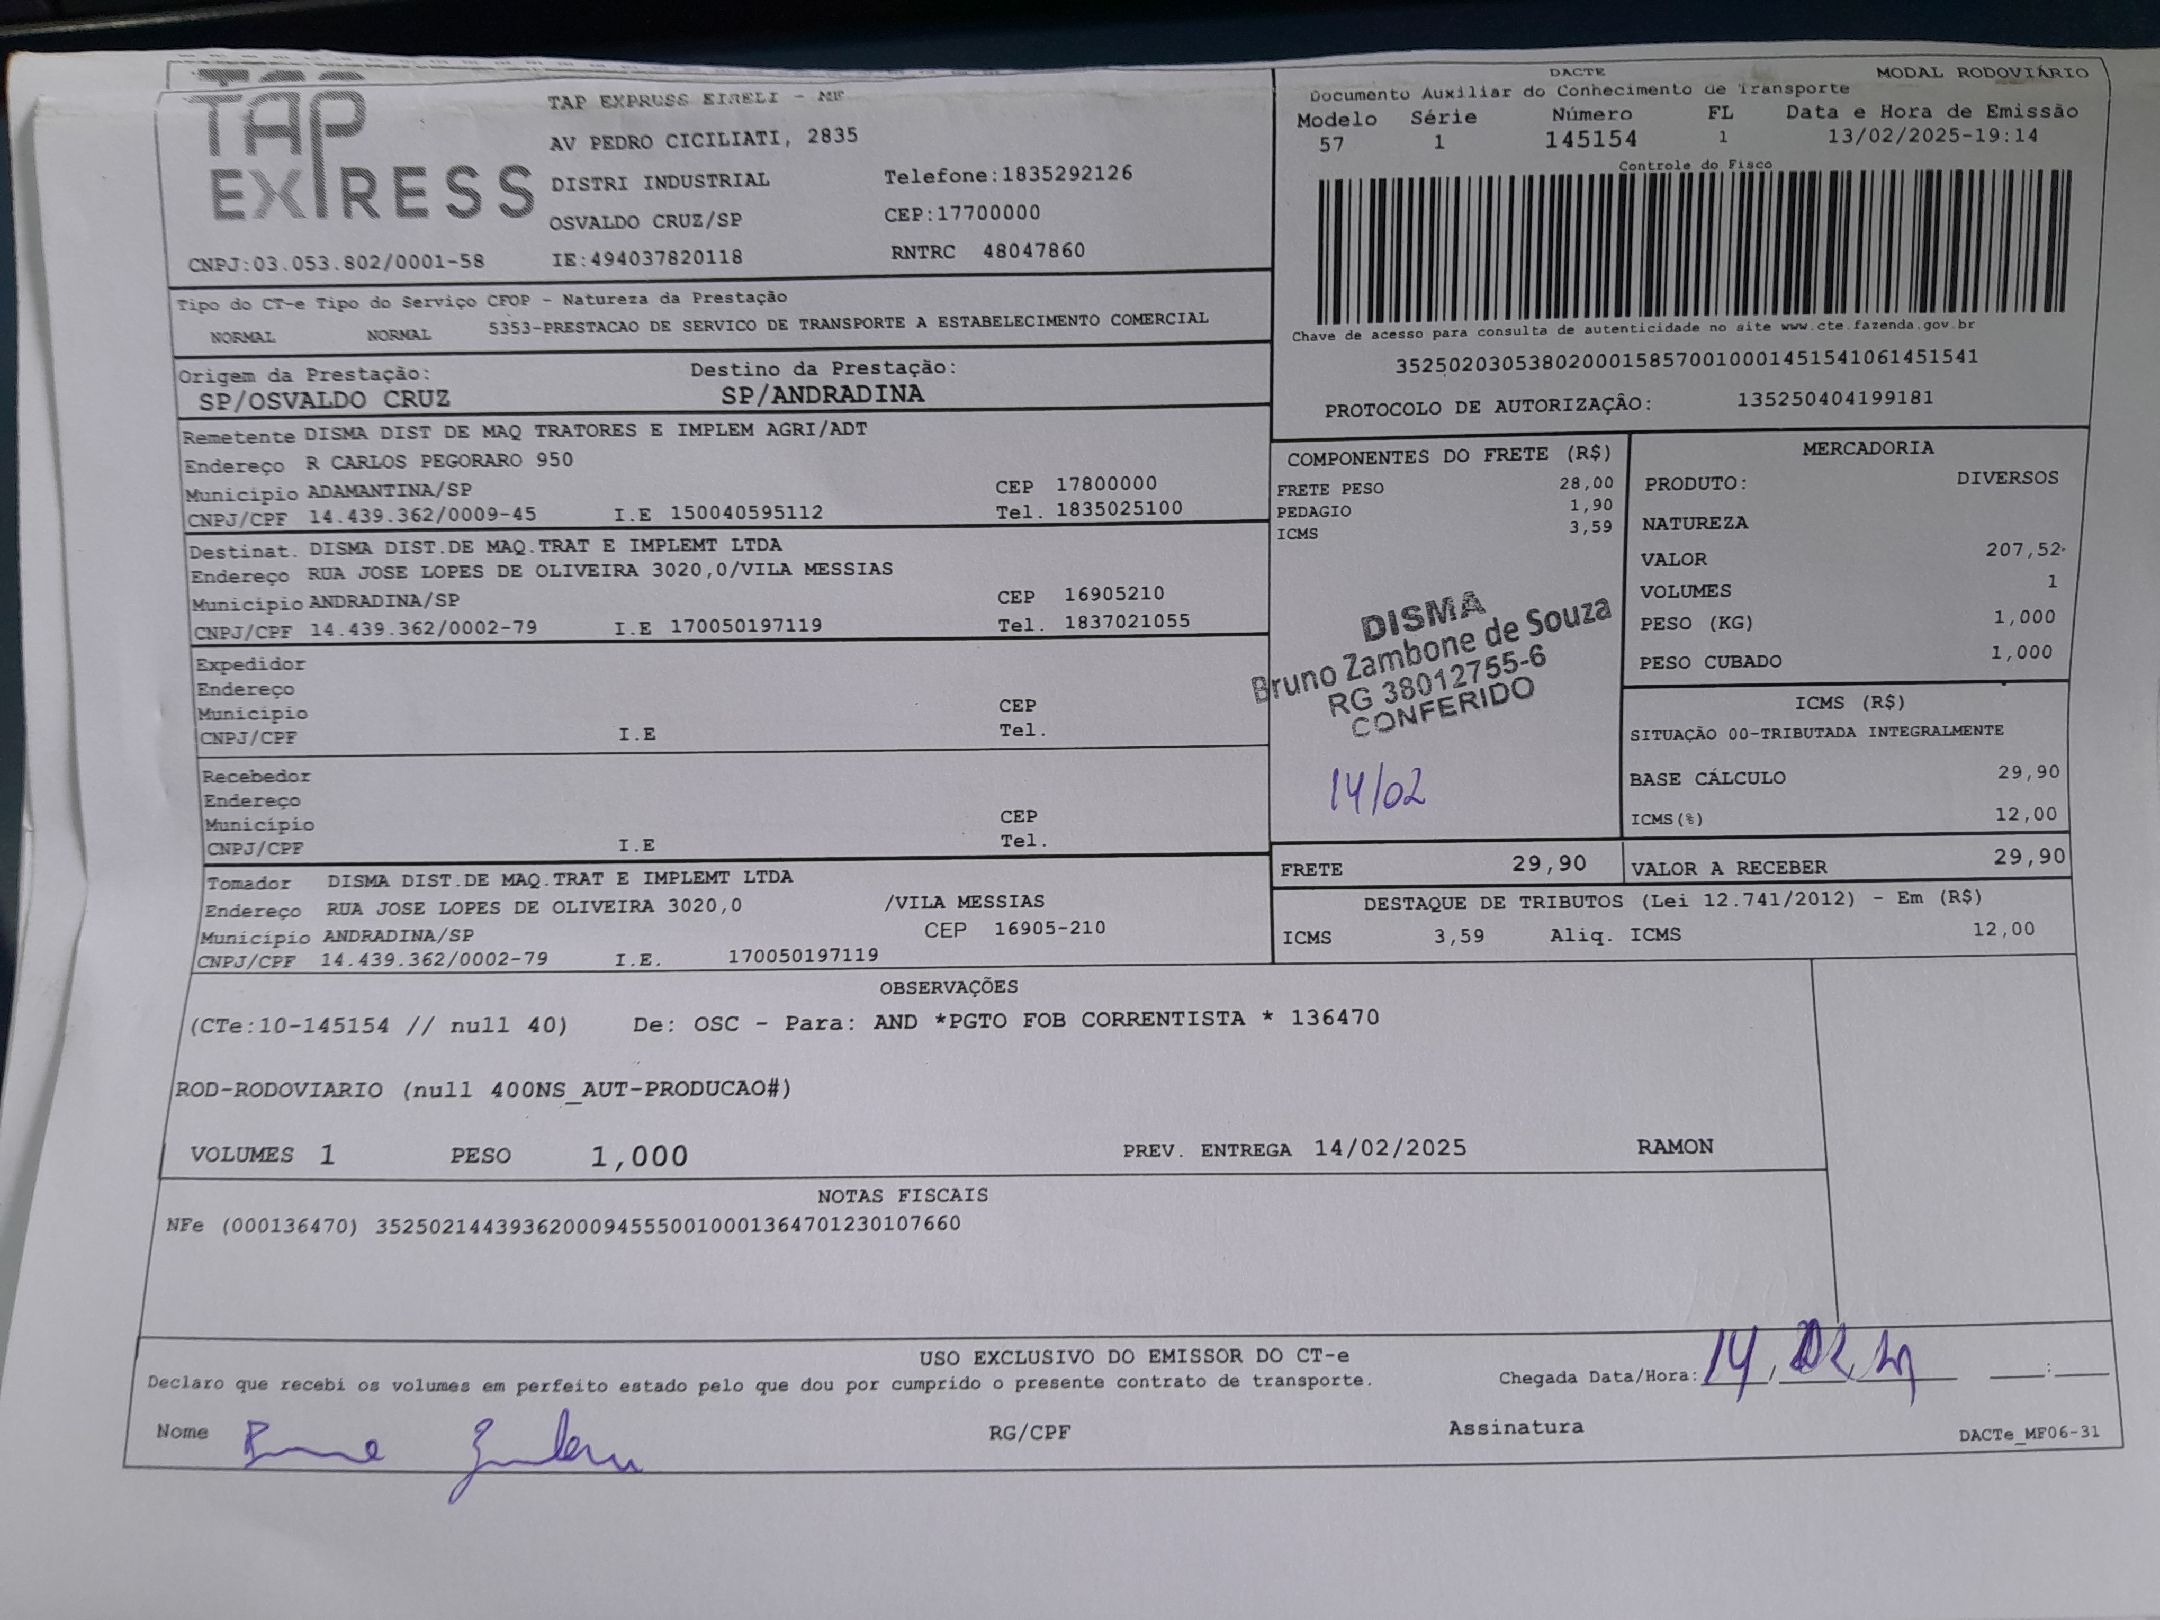 TAP
EXPRESS
TAP EXPRESS EIRELI - MF
AV PEDRO CICILIATI, 2835
DISTRI INDUSTRIAL Telefone:1835292126
OSVALDO CRUZ/SP CEP:17700000
CNPJ:03.053.802/0001-58 IE:494037820118 RNTRC 48047860
DACTE MODAL RODOVIÁRIO
Documento Auxiliar do Conhecimento de Transporte
Modelo Série Número FL Data e Hora de Emissão
57 1 145154 1 13/02/2025-19:14
Controle do Fisco
Chave de acesso para consulta de autenticidade no site www.cte.fazenda.gov.br
35250203053802000158570010001451541061451541
PROTOCOLO DE AUTORIZAÇÃO: 135250404199181
Tipo do CT-e Tipo do Serviço CFOP - Natureza da Prestação
NORMAL NORMAL 5353-PRESTACAO DE SERVICO DE TRANSPORTE A ESTABELECIMENTO COMERCIAL
Origem da Prestação: Destino da Prestação:
SP/OSVALDO CRUZ SP/ANDRADINA
Remetente DISMA DIST DE MAQ TRATORES E IMPLEM AGRI/ADT
Endereço R CARLOS PEGORARO 950
Município ADAMANTINA/SP CEP 17800000
CNPJ/CPF 14.439.362/0009-45 I.E 150040595112 Tel. 1835025100
Destinat. DISMA DIST.DE MAQ.TRAT E IMPLEMT LTDA
Endereço RUA JOSE LOPES DE OLIVEIRA 3020,0/VILA MESSIAS
Município ANDRADINA/SP CEP 16905210
CNPJ/CPF 14.439.362/0002-79 I.E 170050197119 Tel. 1837021055
Expedidor
Endereço
Município CEP
CNPJ/CPF I.E Tel.
Recebedor
Endereço
Município CEP
CNPJ/CPF I.E Tel.
Tomador DISMA DIST.DE MAQ.TRAT E IMPLEMT LTDA
Endereço RUA JOSE LOPES DE OLIVEIRA 3020,0 /VILA MESSIAS
Município ANDRADINA/SP CEP 16905-210
CNPJ/CPF 14.439.362/0002-79 I.E. 170050197119
COMPONENTES DO FRETE (R$)
FRETE PESO 28,00
PEDAGIO 1,90
ICMS 3,59
DISMA
Bruno Zambone de Souza
RG 38012755-6
CONFERIDO
14/02
MERCADORIA
PRODUTO: DIVERSOS
NATUREZA
VALOR 207,52
VOLUMES 1
PESO (KG) 1,000
PESO CUBADO 1,000
ICMS (R$)
SITUAÇÃO 00-TRIBUTADA INTEGRALMENTE
BASE CÁLCULO 29,90
ICMS(%) 12,00
FRETE 29,90 VALOR A RECEBER 29,90
DESTAQUE DE TRIBUTOS (Lei 12.741/2012) - Em (R$)
ICMS 3,59 Aliq. ICMS 12,00
OBSERVAÇÕES
(CTe:10-145154 // null 40) De: OSC - Para: AND *PGTO FOB CORRENTISTA * 136470
ROD-RODOVIARIO (null 400NS_AUT-PRODUCAO#)
VOLUMES 1 PESO 1,000 PREV. ENTREGA 14/02/2025 RAMON
NOTAS FISCAIS
NFe (000136470) 35250214439362000945550010001364701230107660
USO EXCLUSIVO DO EMISSOR DO CT-e
Declaro que recebi os volumes em perfeito estado pelo que dou por cumprido o presente contrato de transporte. Chegada Data/Hora: 14/02
Nome RG/CPF Assinatura DACTe_MF06-31